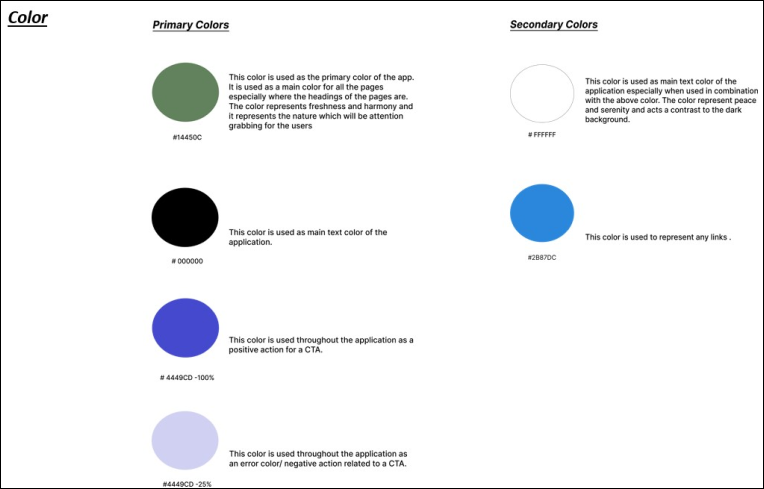 Color
Primary Colors
This color is used as the primary color of the app.
It is used as a main color for all the pages
especially where the headings of the pages are.
The color represents freshness and harmony and
it represents the nature which will be attention
grabbing for the users
#14450C
This color is used as main text color of the
application.
# 000000
This color is used throughout the application as a
positive action for a CTA.
# 4449CD -100%
This color is used throughout the application as
an error color/ negative action related to a CTA.
#4449CD -25%
Secondary Colors
This color is used as main text color of the
application especially when used in combination
with the above color. The color represent peace
and serenity and acts a contrast to the dark
background.
# FFFFFF
This color is used to represent any links .
#2B87DC